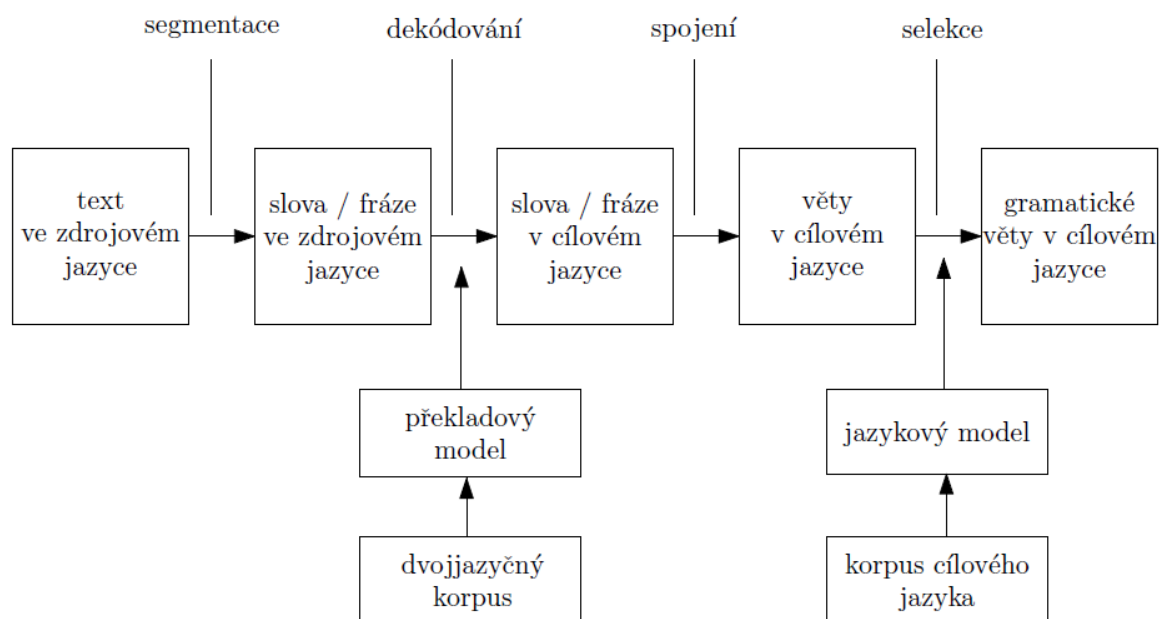 segmentace
dekódování
spojení
selekce
text
ve zdrojovém
jazyce
slova / fráze
ve zdrojovém
jazyce
slova / fráze
v cílovém
jazyce
věty
v cílovém
jazyce
gramatické
věty v cílovém
jazyce
překladový
model
jazykový model
dvojjazyčný
korpus
korpus cílového
jazyka